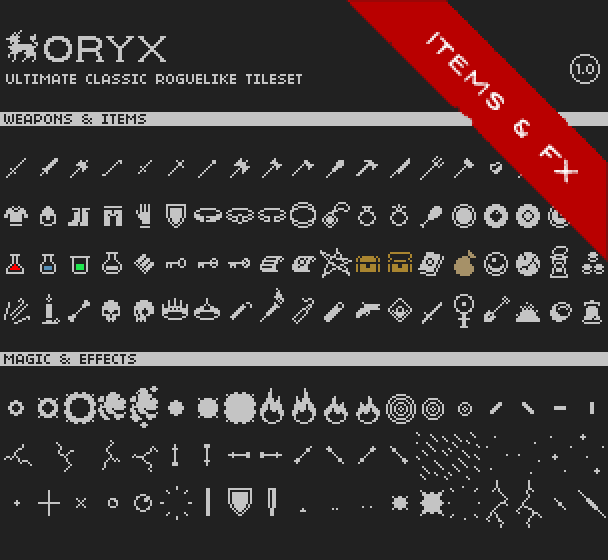 ORYX
ULTIMATE CLASSIC ROGUELIKE TILESET
ITEMS & FX
1.0
WEAPONS & ITEMS
MAGIC & EFFECTS